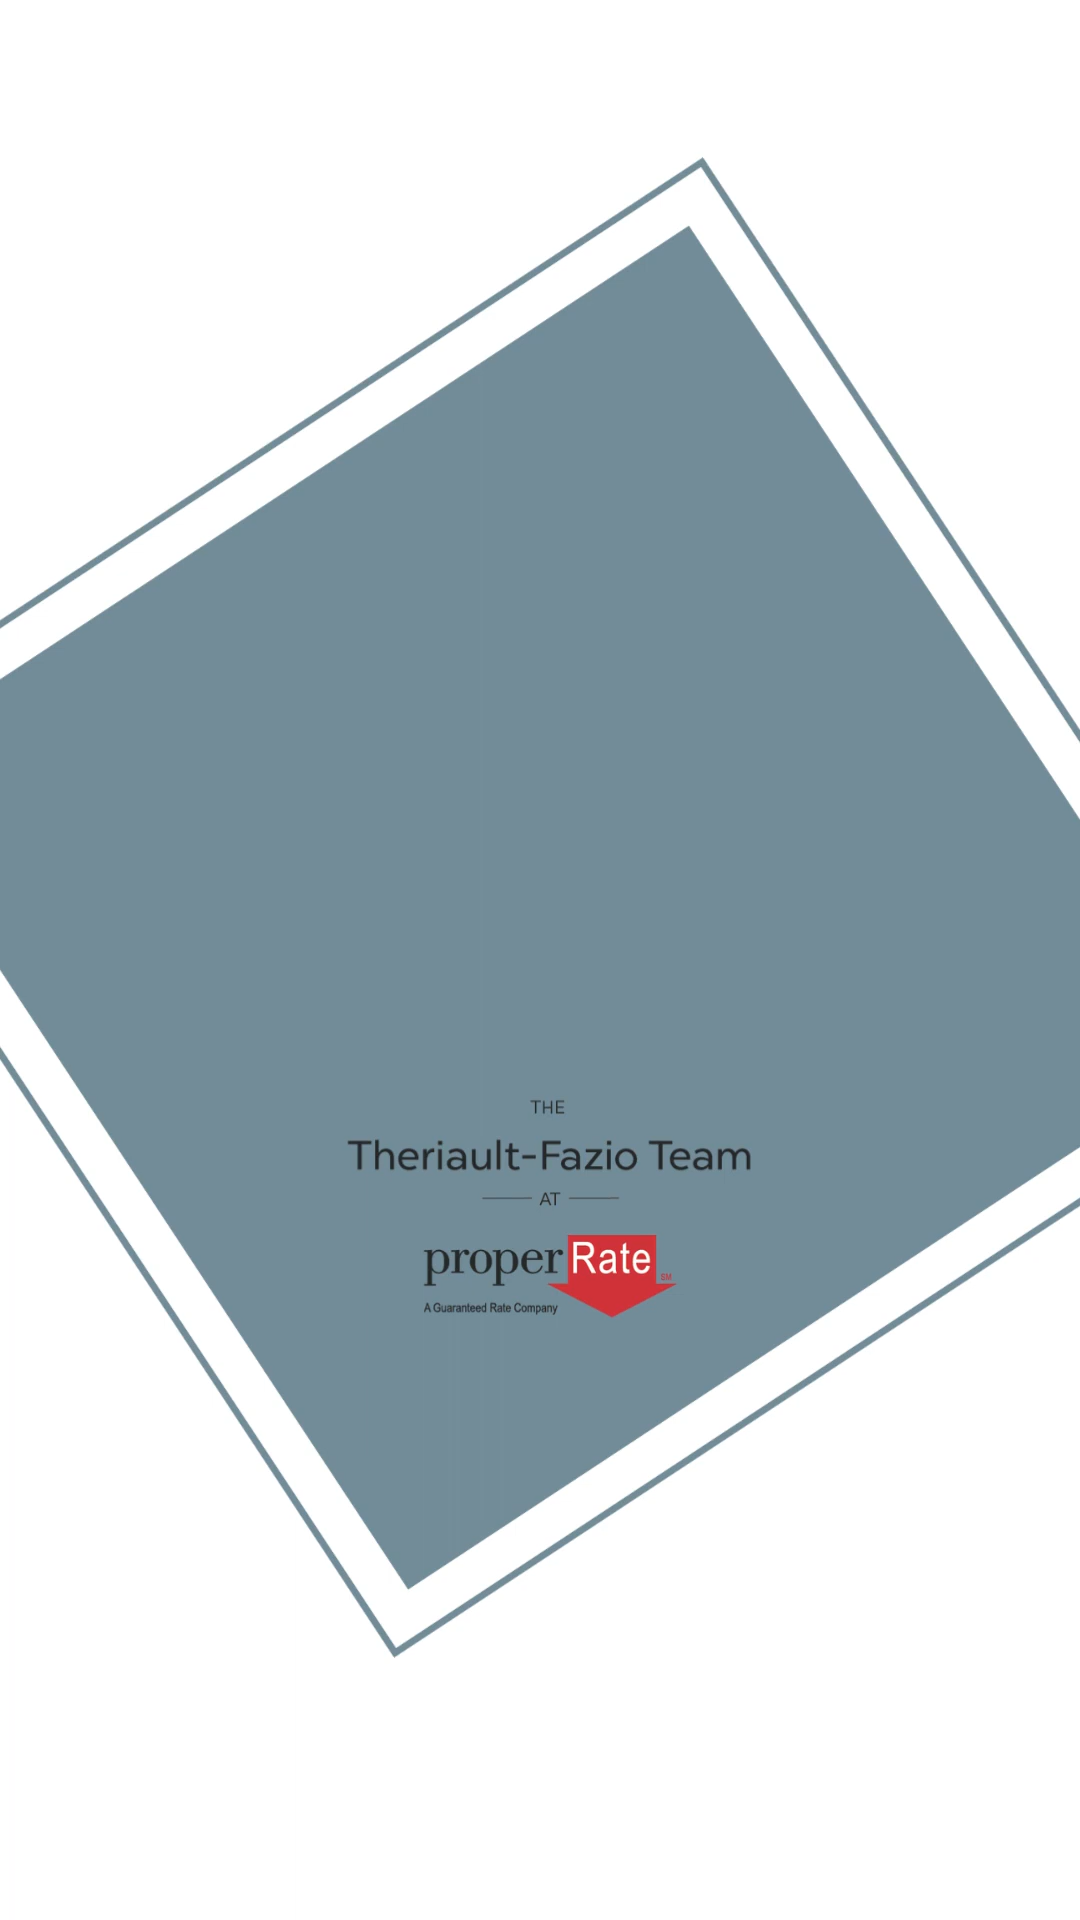 THE
Theriault-Fazio Team
AT
properRate SM
A Guaranteed Rate Company